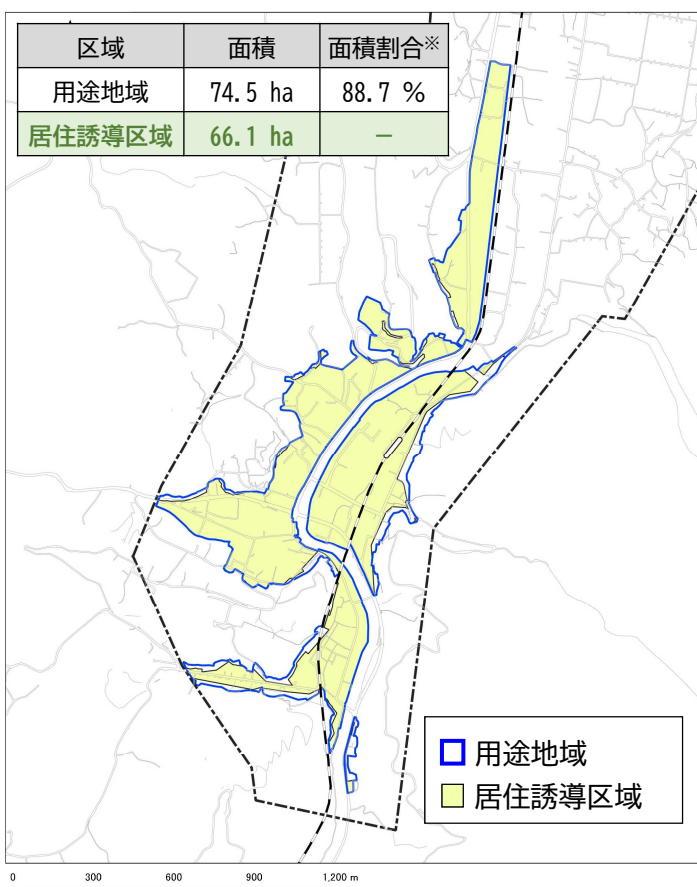 区域 面積 面積割合※
用途地域 74.5 ha 88.7 %
居住誘導区域 66.1 ha －
用途地域
居住誘導区域
0 300 600 900 1,200 m